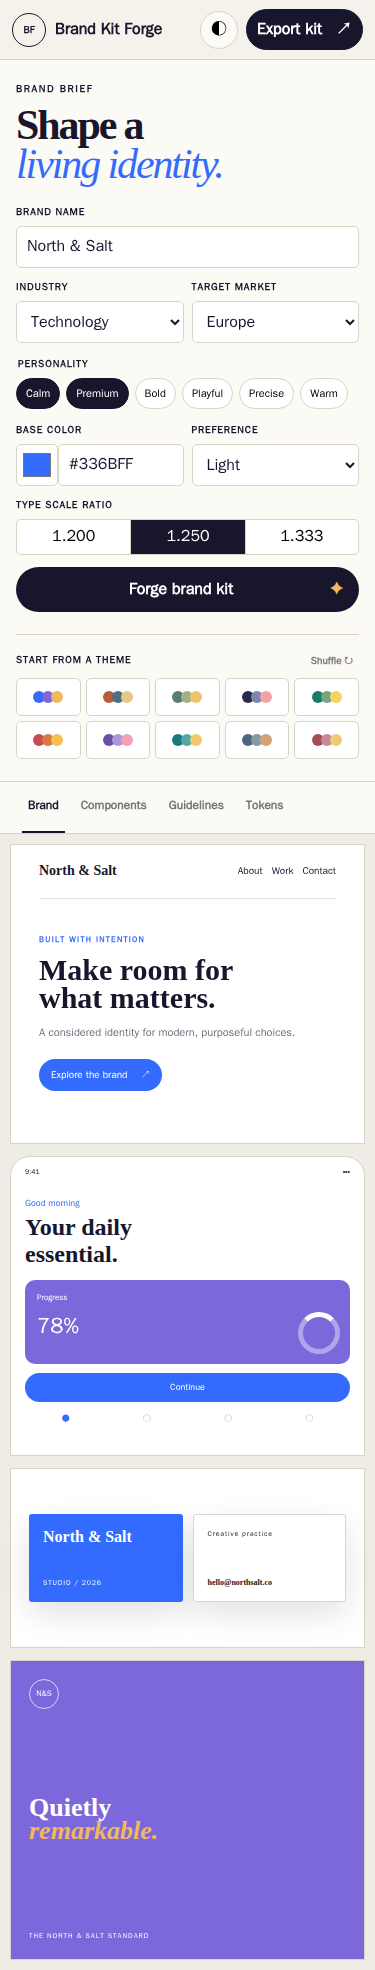 BF Brand Kit Forge Export kit ↗
BRAND BRIEF
Shape a
living identity.
BRAND NAME
North & Salt
INDUSTRY TARGET MARKET
Technology Europe
PERSONALITY
Calm Premium Bold Playful Precise Warm
BASE COLOR PREFERENCE
#336BFF Light
TYPE SCALE RATIO
1.200 1.250 1.333
Forge brand kit ✦
START FROM A THEME Shuffle ↻
Brand Components Guidelines Tokens
North & Salt About Work Contact
BUILT WITH INTENTION
Make room for
what matters.
A considered identity for modern, purposeful choices.
Explore the brand ↗
9:41 •••
Good morning
Your daily
essential.
Progress
78%
Continue
North & Salt Creative practice
STUDIO / 2026 hello@northsalt.co
N&S
Quietly
remarkable.
THE NORTH & SALT STANDARD